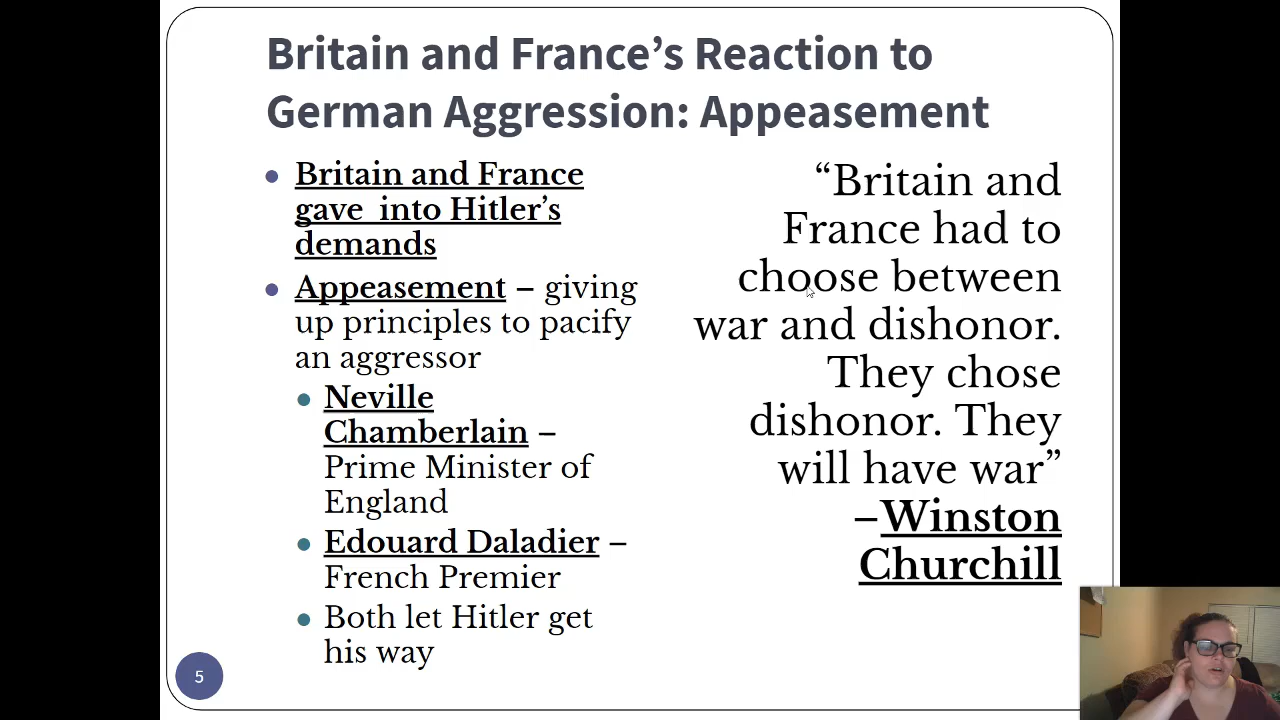 Britain and France’s Reaction to
German Aggression: Appeasement
Britain and France
gave into Hitler’s
demands
Appeasement – giving
up principles to pacify
an aggressor
Neville
Chamberlain –
Prime Minister of
England
Edouard Daladier –
French Premier
Both let Hitler get
his way
“Britain and
France had to
choose between
war and dishonor.
They chose
dishonor. They
will have war”
–Winston
Churchill
5